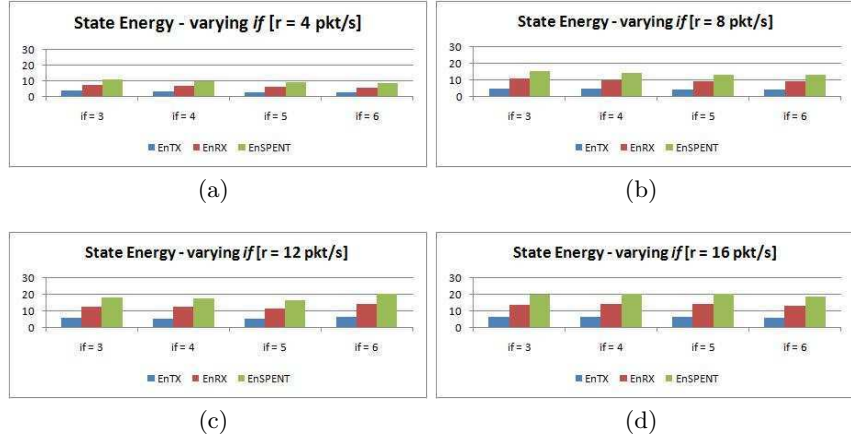 State Energy - varying if [r = 4 pkt/s]
30
20
10
0
if = 3 if = 4 if = 5 if = 6
EnTX EnRX EnSPENT
(a)
State Energy - varying if [r = 8 pkt/s]
30
20
10
0
if = 3 if = 4 if = 5 if = 6
EnTX EnRX EnSPENT
(b)
State Energy - varying if [r = 12 pkt/s]
30
20
10
0
if = 3 if = 4 if = 5 if = 6
EnTX EnRX EnSPENT
(c)
State Energy - varying if [r = 16 pkt/s]
30
20
10
0
if = 3 if = 4 if = 5 if = 6
EnTX EnRX EnSPENT
(d)